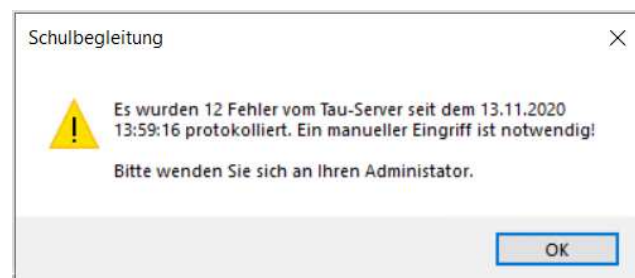 Schulbegleitung
Es wurden 12 Fehler vom Tau-Server seit dem 13.11.2020
13:59:16 protokolliert. Ein manueller Eingriff ist notwendig!
Bitte wenden Sie sich an Ihren Administator.
OK